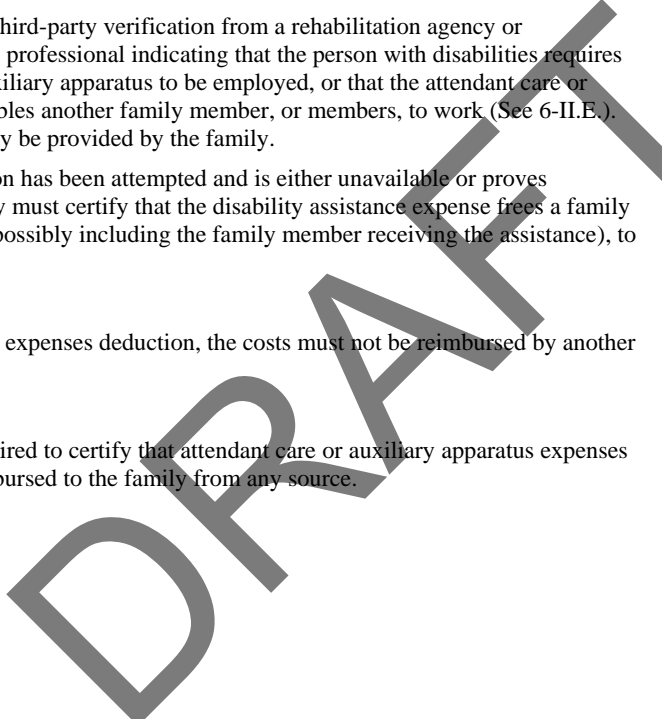 hird-party verification from a rehabilitation agency or
professional indicating that the person with disabilities requires
xiliary apparatus to be employed, or that the attendant care or
bles another family member, or members, to work (See 6-II.E.).
y be provided by the family.
on has been attempted and is either unavailable or proves
y must certify that the disability assistance expense frees a family
possibly including the family member receiving the assistance), to
expenses deduction, the costs must not be reimbursed by another
ired to certify that attendant care or auxiliary apparatus expenses
bursed to the family from any source.
DRAFT